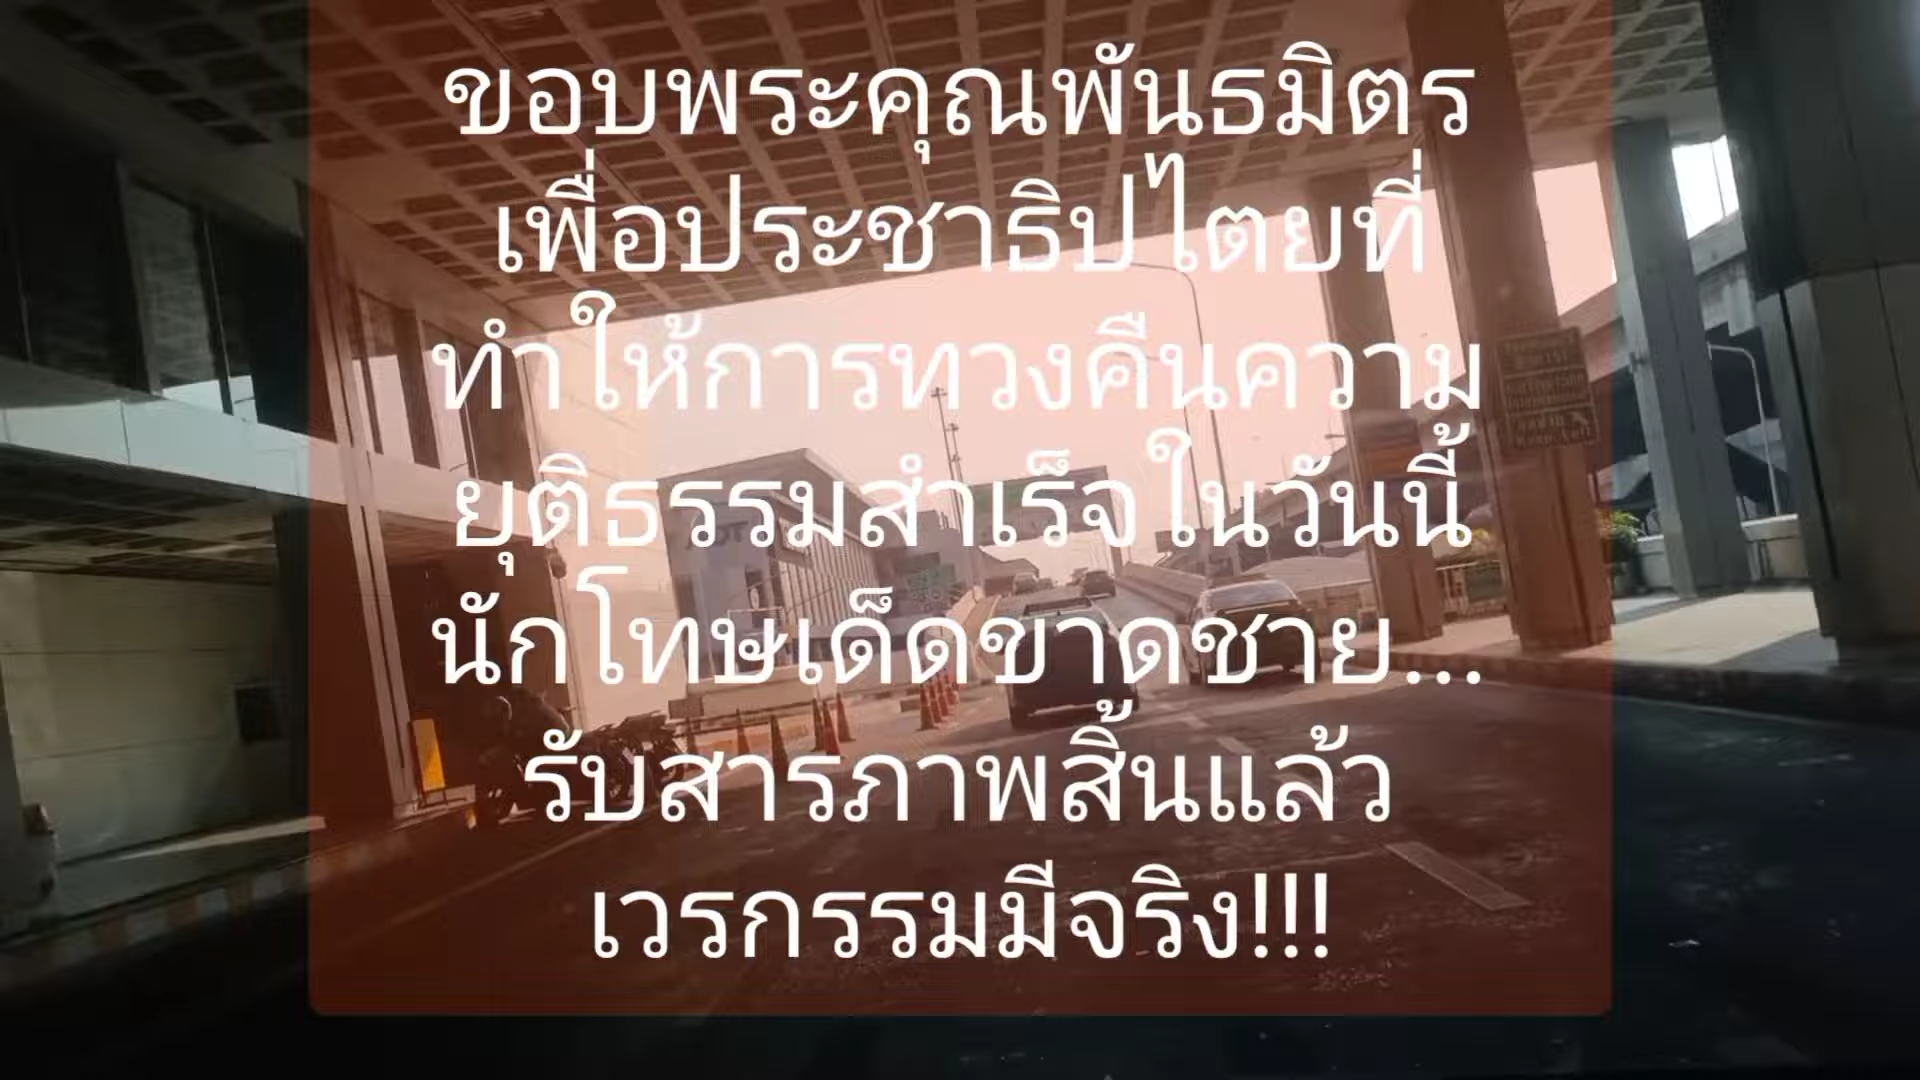 ขอบพระคุณพันธมิตร
เพื่อประชาธิปไตยที่
ทำให้การทวงคืนความ
ยุติธรรมสำเร็จในวันนี้
นักโทษเด็ดขาดชาย...
รับสารภาพสิ้นแล้ว
เวรกรรมมีจริง!!!